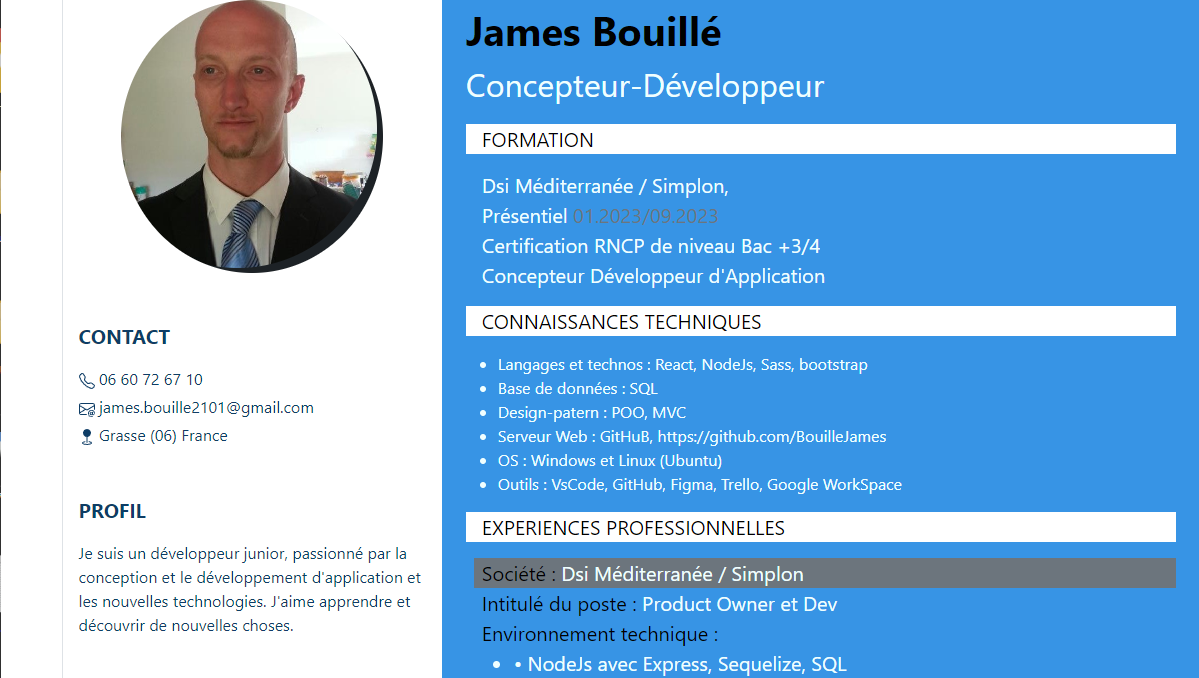 James Bouillé
Concepteur-Développeur
FORMATION
Dsi Méditerranée / Simplon,
Présentiel 01.2023/09.2023
Certification RNCP de niveau Bac +3/4
Concepteur Développeur d'Application
CONNAISSANCES TECHNIQUES
• Langages et technos : React, NodeJs, Sass, bootstrap
• Base de données : SQL
• Design-patern : POO, MVC
• Serveur Web : GitHuB, https://github.com/BouilleJames
• OS : Windows et Linux (Ubuntu)
• Outils : VsCode, GitHub, Figma, Trello, Google WorkSpace
EXPERIENCES PROFESSIONNELLES
Société : Dsi Méditerranée / Simplon
Intitulé du poste : Product Owner et Dev
Environnement technique :
• • NodeJs avec Express, Sequelize, SQL
CONTACT
06 60 72 67 10
james.bouille2101@gmail.com
Grasse (06) France
PROFIL
Je suis un développeur junior, passionné par la
conception et le développement d'application et
les nouvelles technologies. J'aime apprendre et
découvrir de nouvelles choses.